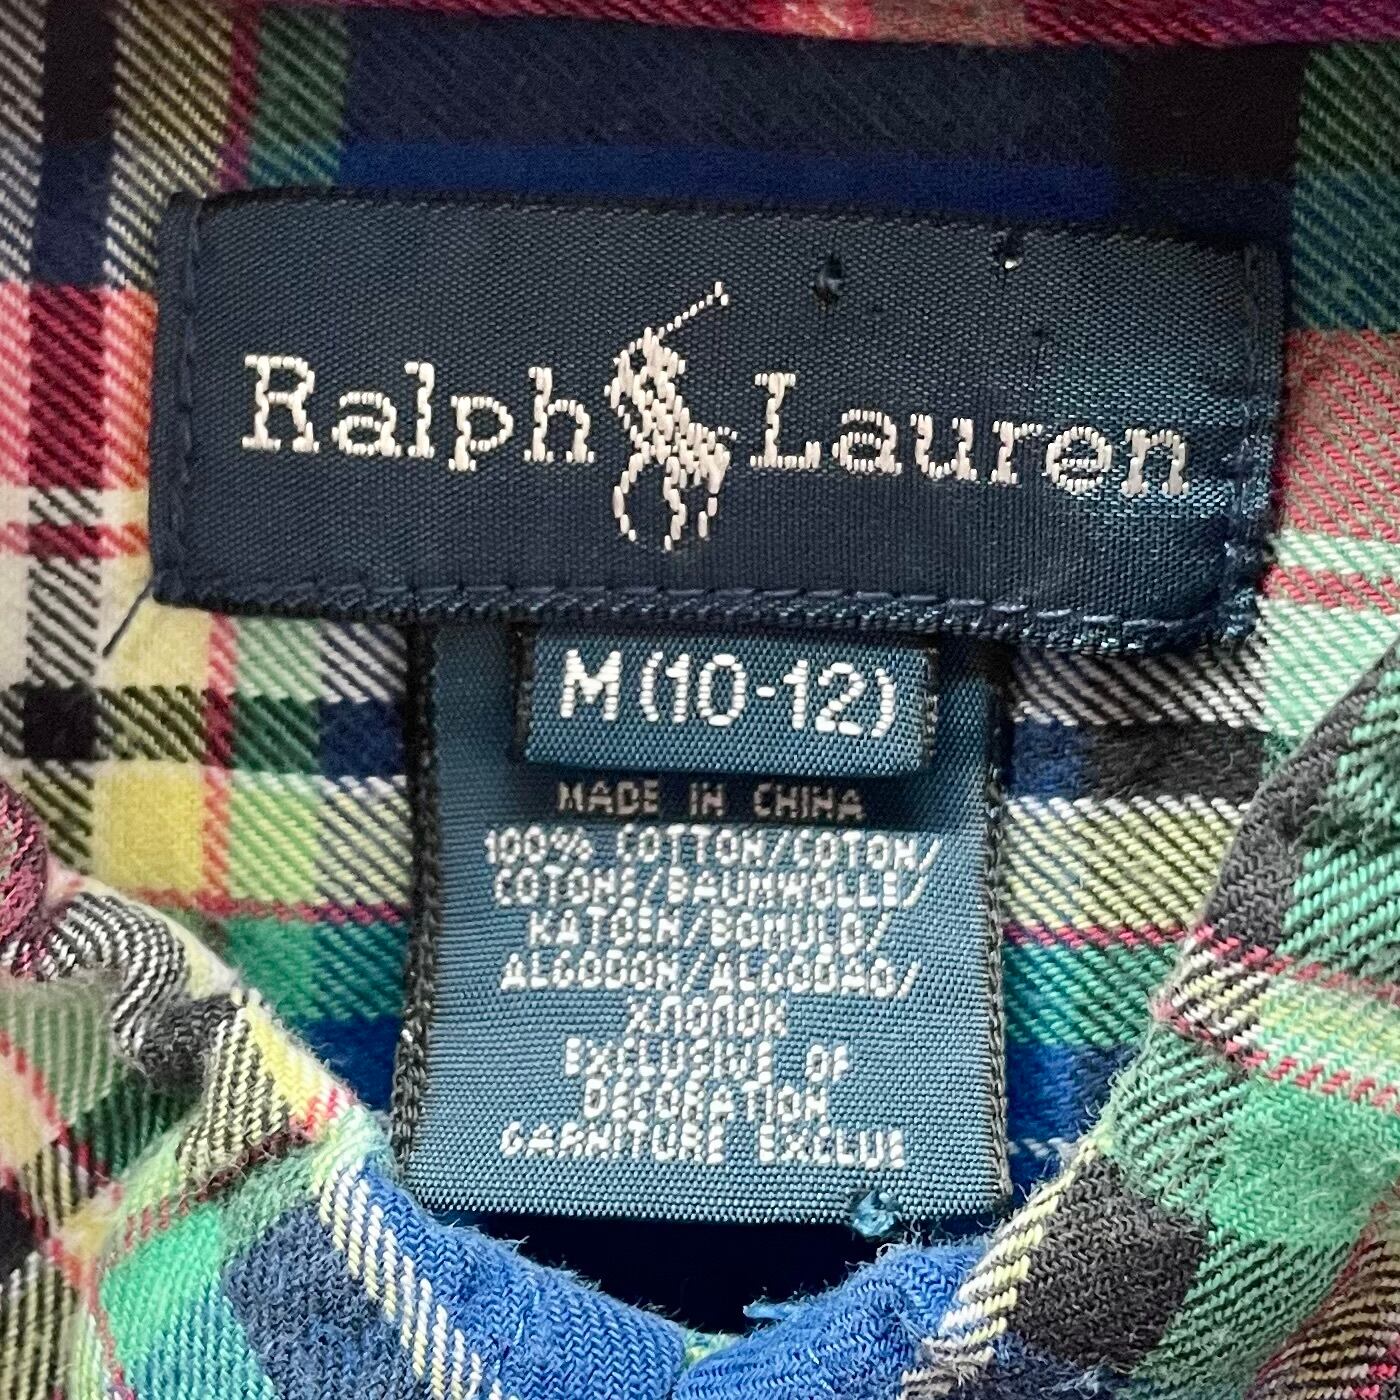 Ralph Lauren
M (10-12)
MADE IN CHINA
100% COTTON/COTON/
COTONE/BAUMWOLLE/
KATOEN/BOMULD/
ALGODON/ALGODAO/
ХЛОПОК
EXCLUSIVE OF
DECORATION
GARNITURE EXCLUE